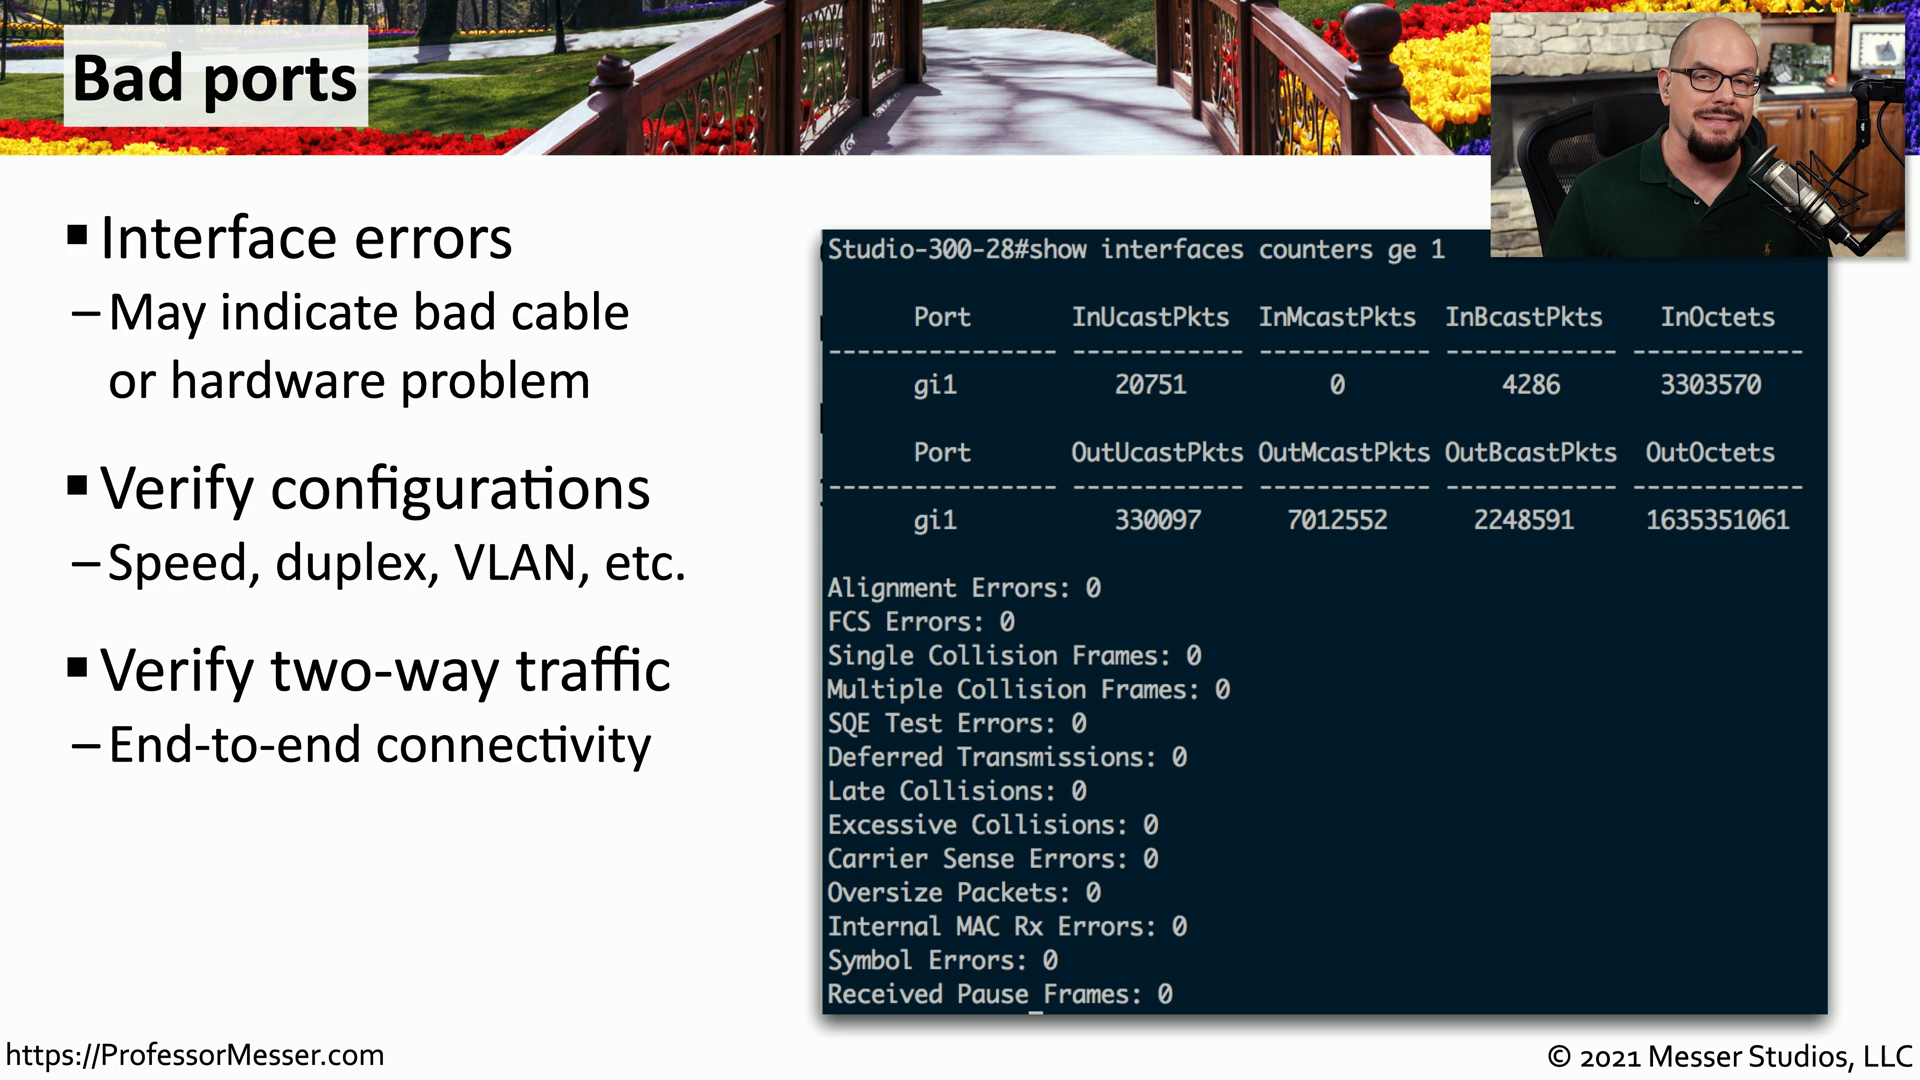 Bad ports
▪ Interface errors
– May indicate bad cable
or hardware problem
▪ Verify configurations
– Speed, duplex, VLAN, etc.
▪ Verify two-way traffic
– End-to-end connectivity
Studio-300-28#show interfaces counters ge 1
Port InUcastPkts InMcastPkts InBcastPkts InOctets
---------------- ------------ ------------ ------------ ------------
gi1 20751 0 4286 3303570
Port OutUcastPkts OutMcastPkts OutBcastPkts OutOctets
---------------- ------------ ------------ ------------ ------------
gi1 330097 7012552 2248591 1635351061
Alignment Errors: 0
FCS Errors: 0
Single Collision Frames: 0
Multiple Collision Frames: 0
SQE Test Errors: 0
Deferred Transmissions: 0
Late Collisions: 0
Excessive Collisions: 0
Carrier Sense Errors: 0
Oversize Packets: 0
Internal MAC Rx Errors: 0
Symbol Errors: 0
Received Pause Frames: 0
https://ProfessorMesser.com
© 2021 Messer Studios, LLC